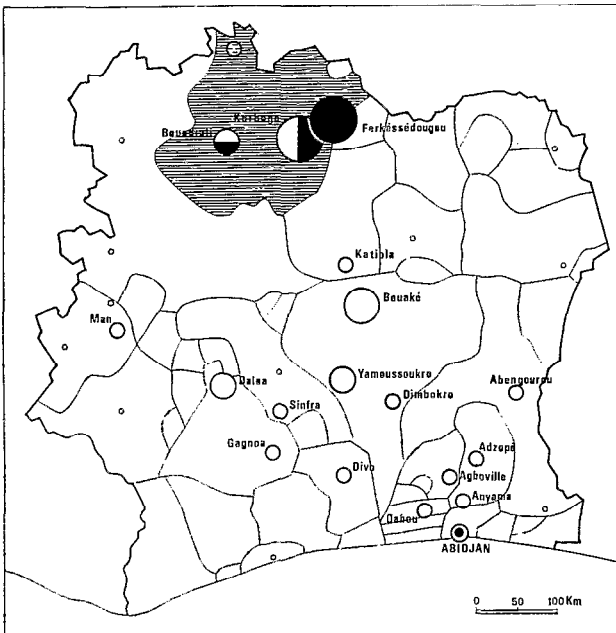 Korhogo
Boundiali
Ferkéssédougou
Katiola
Bouaké
Man
Daloa
Yamoussoukro
Dimbokro
Abengourou
Sinfra
Gagnoa
Divo
Adzopé
Agboville
Anyama
Dabou
ABIDJAN
0 50 100 Km